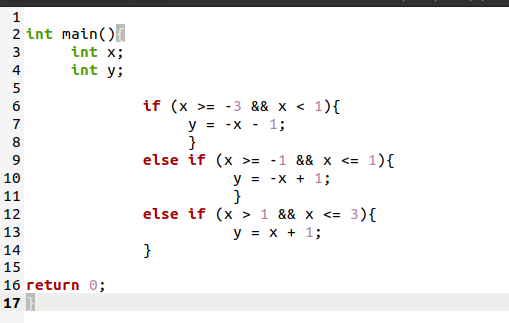 1
2 int main(){
3 int x;
4 int y;
5
6 if (x >= -3 && x < 1){
7 y = -x - 1;
8 }
9 else if (x >= -1 && x <= 1){
10 y = -x + 1;
11 }
12 else if (x > 1 && x <= 3){
13 y = x + 1;
14 }
15
16 return 0;
17 }